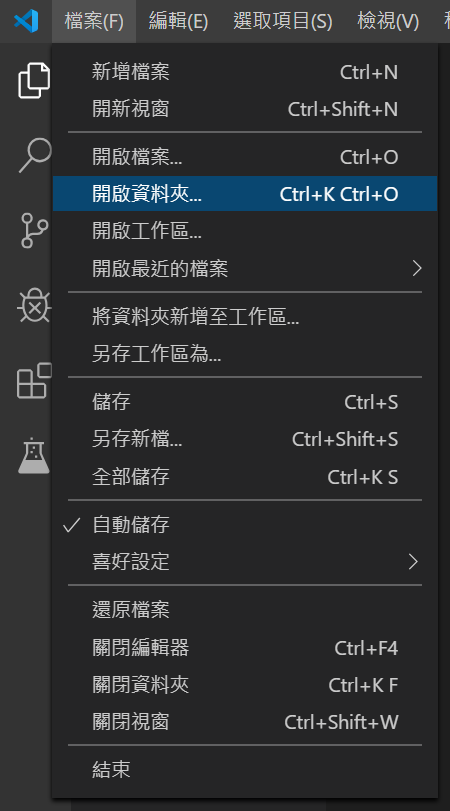 檔案(F) 編輯(E) 選取項目(S) 檢視(V)
新增檔案 Ctrl+N
開新視窗 Ctrl+Shift+N
開啟檔案... Ctrl+O
開啟資料夾... Ctrl+K Ctrl+O
開啟工作區...
開啟最近的檔案
將資料夾新增至工作區...
另存工作區為...
儲存 Ctrl+S
另存新檔... Ctrl+Shift+S
全部儲存 Ctrl+K S
自動儲存
喜好設定
還原檔案
關閉編輯器 Ctrl+F4
關閉資料夾 Ctrl+K F
關閉視窗 Ctrl+Shift+W
結束